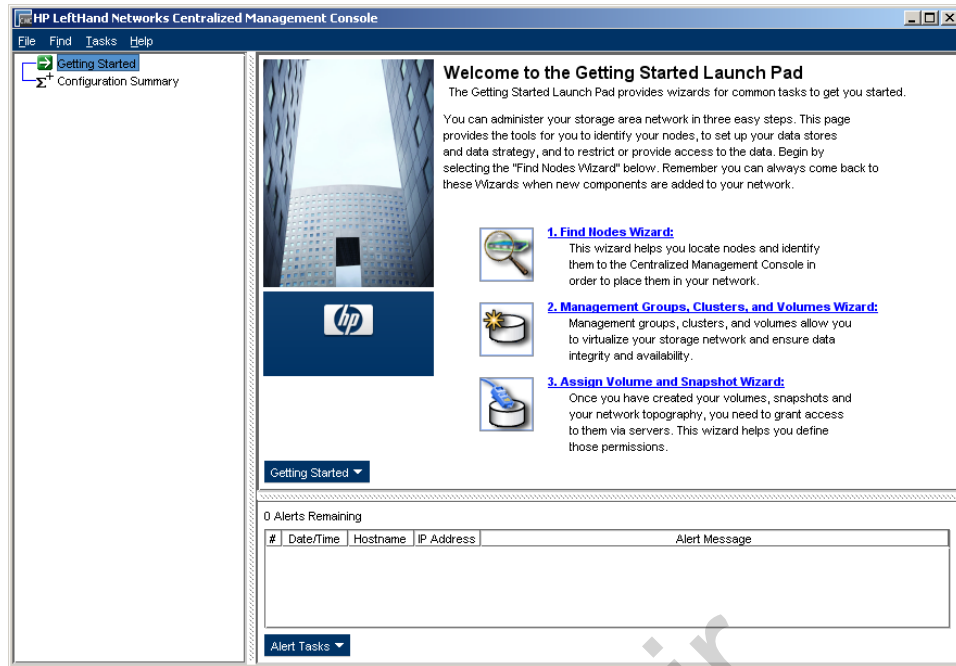 HP LeftHand Networks Centralized Management Console
File Find Tasks Help
Getting Started
Configuration Summary
Welcome to the Getting Started Launch Pad
The Getting Started Launch Pad provides wizards for common tasks to get you started.
You can administer your storage area network in three easy steps. This page
provides the tools for you to identify your nodes, to set up your data stores
and data strategy, and to restrict or provide access to the data. Begin by
selecting the "Find Nodes Wizard" below. Remember you can always come back to
these Wizards when new components are added to your network.
hp
1. Find Nodes Wizard:
This wizard helps you locate nodes and identify
them to the Centralized Management Console in
order to place them in your network.
2. Management Groups, Clusters, and Volumes Wizard:
Management groups, clusters, and volumes allow you
to virtualize your storage network and ensure data
integrity and availability.
3. Assign Volume and Snapshot Wizard:
Once you have created your volumes, snapshots and
your network topography, you need to grant access
to them via servers. This wizard helps you define
those permissions.
Getting Started
0 Alerts Remaining
# Date/Time Hostname IP Address Alert Message
Alert Tasks